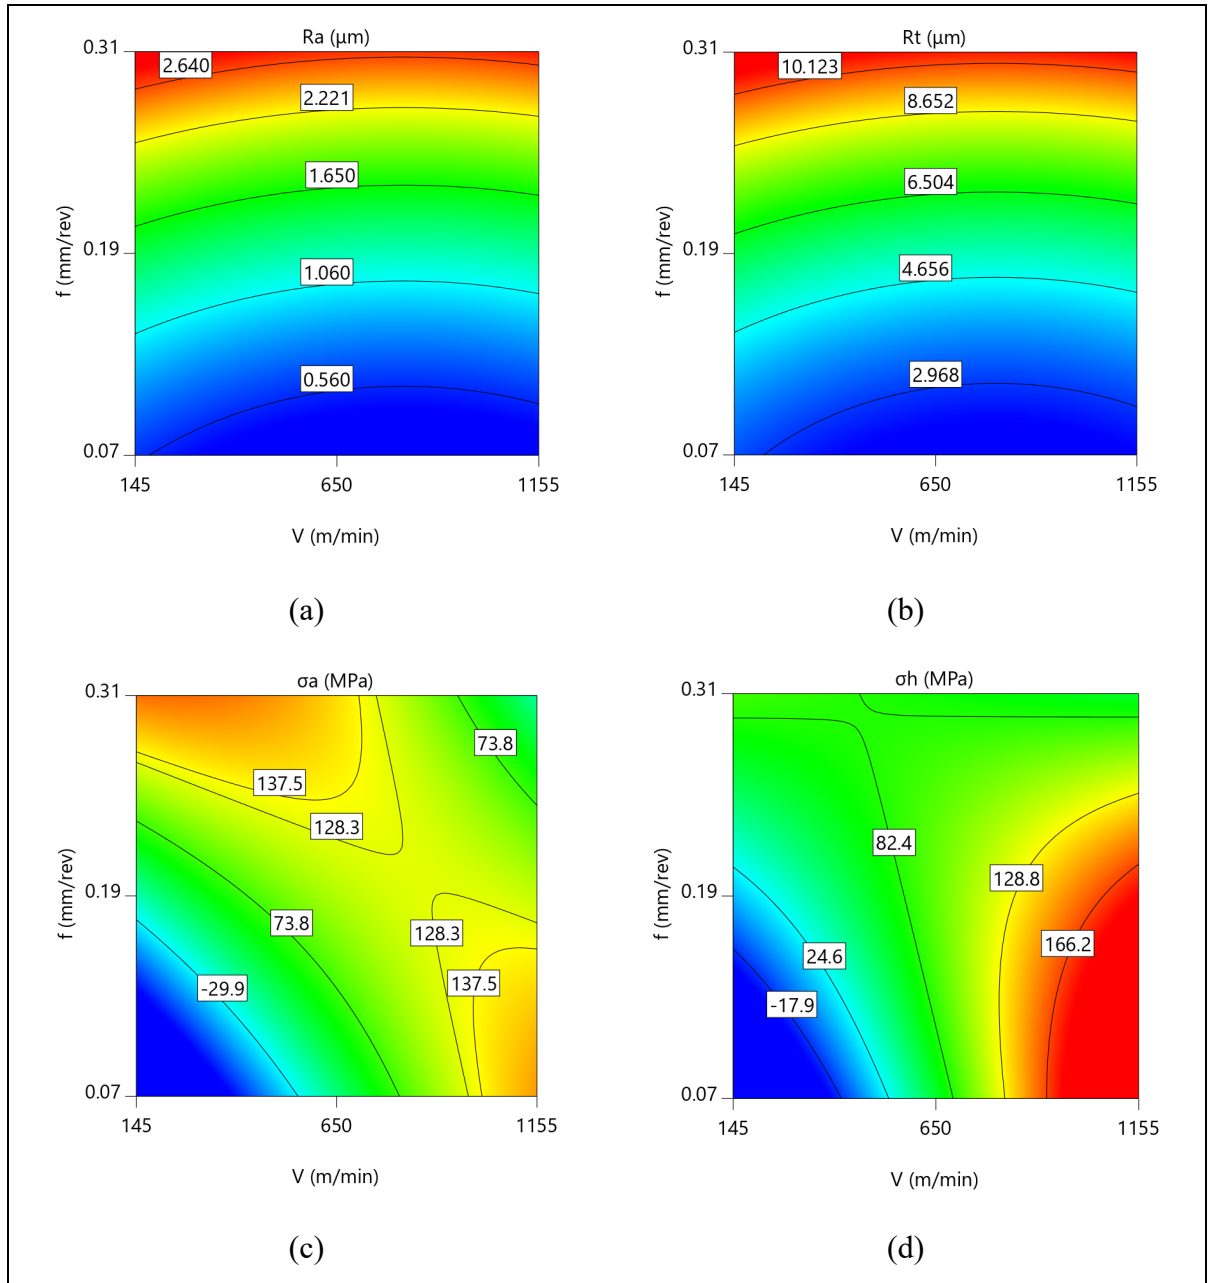 Ra (µm)
0.31
2.640
2.221
1.650
f (mm/rev)
0.19
1.060
0.560
0.07
145
650
1155
V (m/min)
(a)
Rt (µm)
0.31
10.123
8.652
6.504
f (mm/rev)
0.19
4.656
2.968
0.07
145
650
1155
V (m/min)
(b)
σa (MPa)
0.31
73.8
137.5
128.3
f (mm/rev)
0.19
73.8
128.3
137.5
-29.9
0.07
145
650
1155
V (m/min)
(c)
σh (MPa)
0.31
82.4
128.8
f (mm/rev)
0.19
166.2
24.6
-17.9
0.07
145
650
1155
V (m/min)
(d)